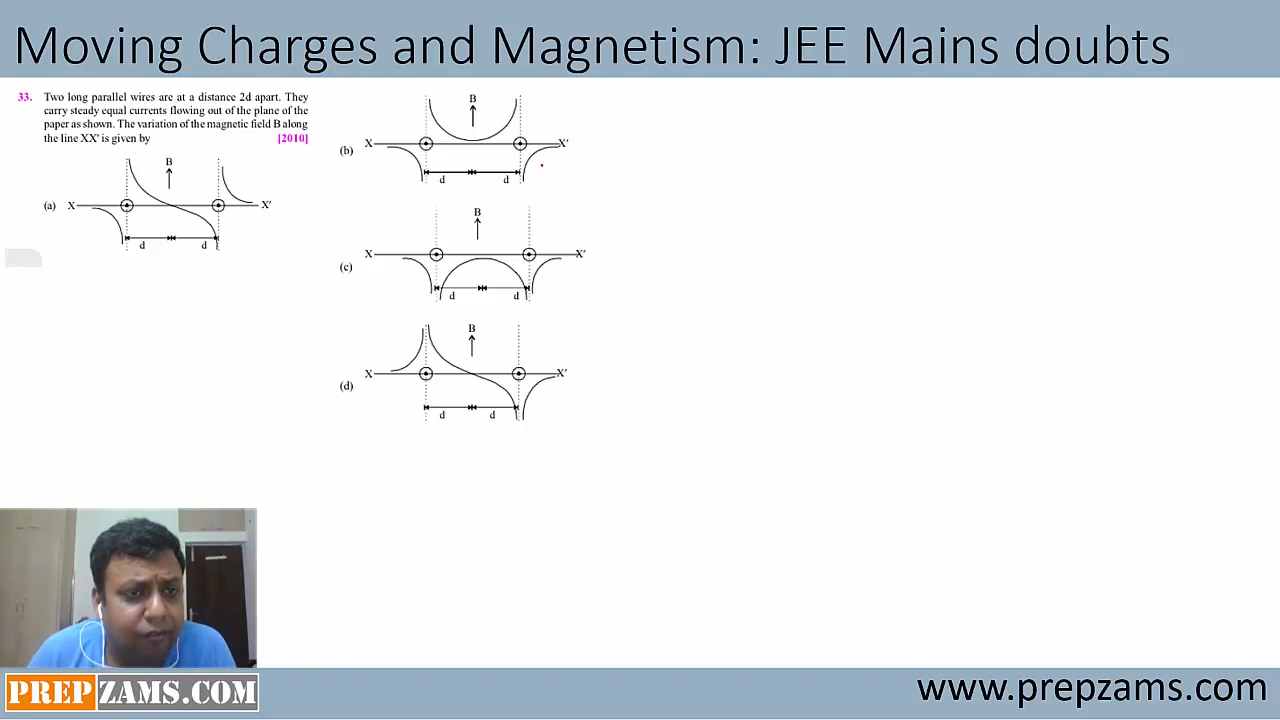 Moving Charges and Magnetism: JEE Mains doubts
33. Two long parallel wires are at a distance 2d apart. They
carry steady equal currents flowing out of the plane of the
paper as shown. The variation of the magnetic field B along
the line XX' is given by [2010]
B
(a) X X'
d d
B
X X'
(b)
d d
B
X X'
(c)
d d
B
X X'
(d)
d d
PREPZAMS.COM
www.prepzams.com